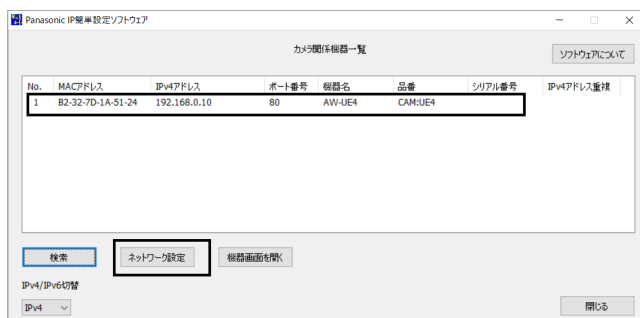 Panasonic IP簡単設定ソフトウェア
カメラ関係機器一覧
ソフトウェアについて
No. MACアドレス IPv4アドレス ポート番号 機器名 品番 シリアル番号 IPv4アドレス重複
1 B2-32-7D-1A-51-24 192.168.0.10 80 AW-UE4 CAM:UE4
検索 ネットワーク設定 機器画面を開く
IPv4/IPv6切替
IPv4 閉じる